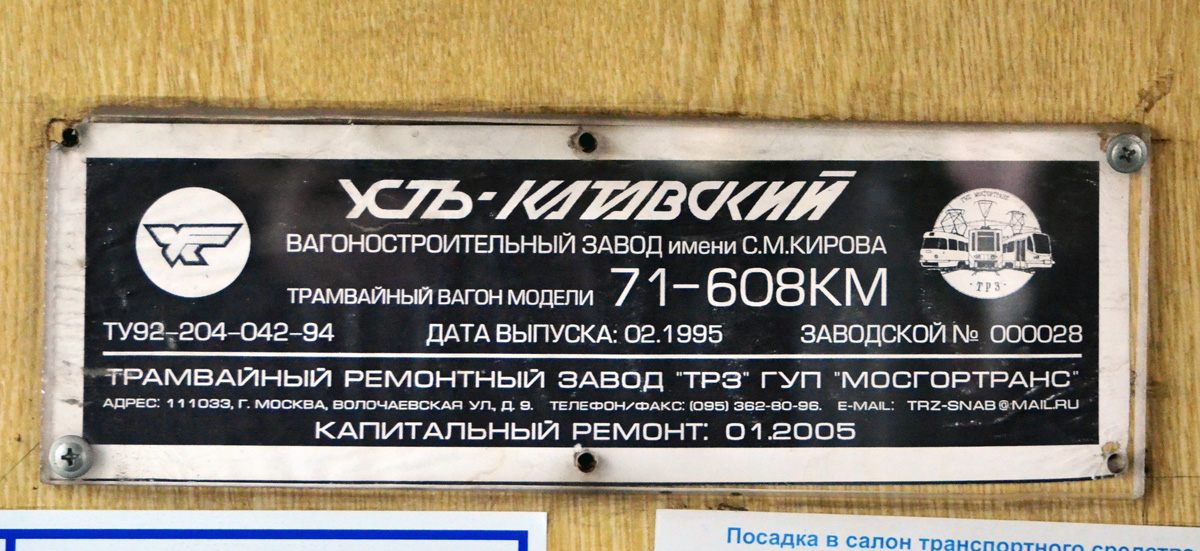 УСТЬ-КАТАВСКИЙ
ВАГОНОСТРОИТЕЛЬНЫЙ ЗАВОД имени С.М.КИРОВА
ТРАМВАЙНЫЙ ВАГОН МОДЕЛИ 71-608КМ
ГУП МОСГОРТРАНС
·ТРЗ·
ТУ92-204-042-94 ДАТА ВЫПУСКА: 02.1995 ЗАВОДСКОЙ № 000028
ТРАМВАЙНЫЙ РЕМОНТНЫЙ ЗАВОД "ТРЗ" ГУП "МОСГОРТРАНС"
АДРЕС: 111033, Г. МОСКВА, ВОЛОЧАЕВСКАЯ УЛ., Д. 9. ТЕЛЕФОН/ФАКС: (095) 362-80-96. E-MAIL: TRZ-SNAB@MAIL.RU
КАПИТАЛЬНЫЙ РЕМОНТ: 01.2005
Посадка в салон транспортного